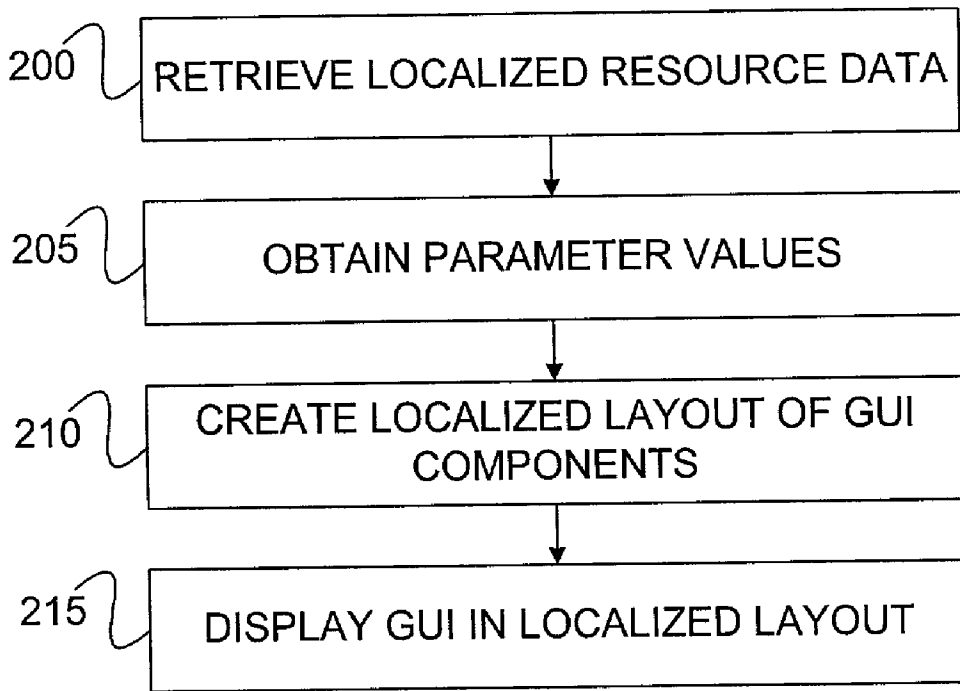 200 RETRIEVE LOCALIZED RESOURCE DATA
205 OBTAIN PARAMETER VALUES
210 CREATE LOCALIZED LAYOUT OF GUI
COMPONENTS
215 DISPLAY GUI IN LOCALIZED LAYOUT